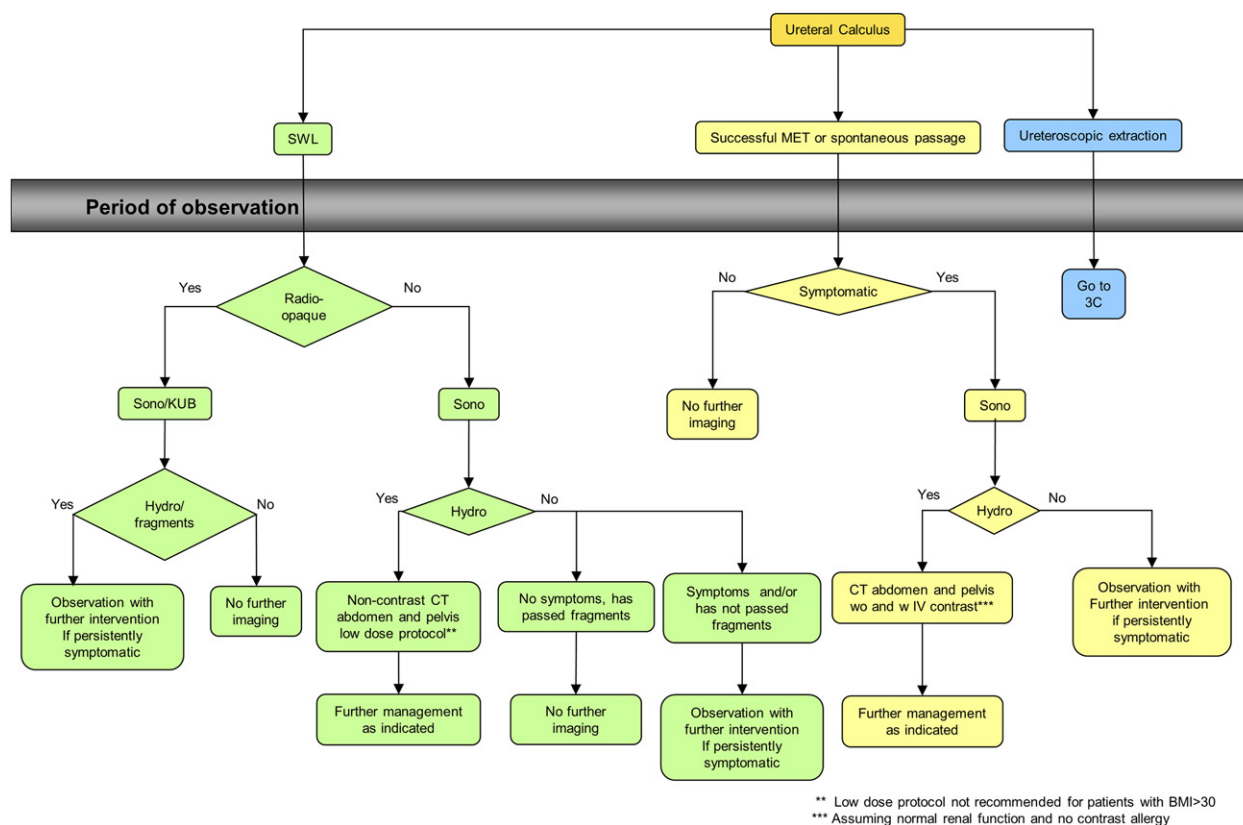 Ureteral Calculus
SWL
Successful MET or spontaneous passage
Ureteroscopic extraction
Period of observation
Yes
Radio-
opaque
No
No
Symptomatic
Yes
Go to
3C
Sono/KUB
Sono
No further
imaging
Sono
Yes
Hydro/
fragments
No
Yes
Hydro
No
Yes
Hydro
No
Observation with
further intervention
If persistently
symptomatic
No further
imaging
Non-contrast CT
abdomen and pelvis
low dose protocol**
No symptoms, has
passed fragments
Symptoms and/or
has not passed
fragments
CT abdomen and pelvis
wo and w IV contrast***
Observation with
Further intervention
if persistently
symptomatic
Further management
as indicated
No further
imaging
Observation with
further intervention
If persistently
symptomatic
Further management
as indicated
** Low dose protocol not recommended for patients with BMI>30
*** Assuming normal renal function and no contrast allergy